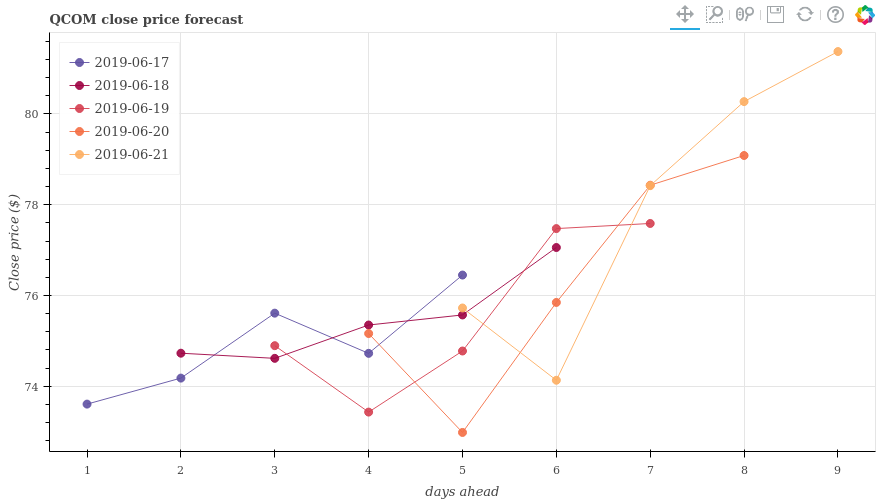 QCOM close price forecast
2019-06-17
2019-06-18
2019-06-19
2019-06-20
2019-06-21
80
78
76
74
Close price ($)
1 2 3 4 5 6 7 8 9
days ahead